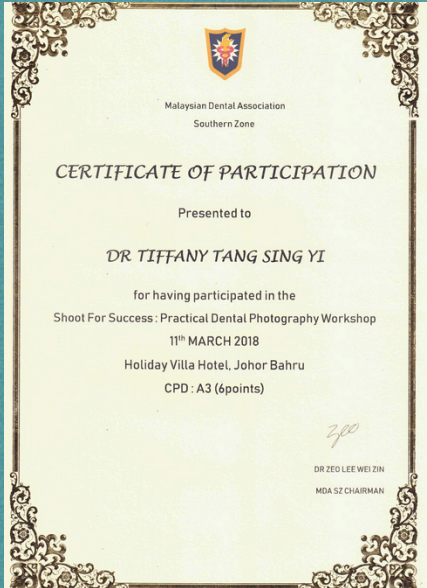 Malaysian Dental Association
Southern Zone
CERTIFICATE OF PARTICIPATION
Presented to
DR TIFFANY TANG SING YI
for having participated in the
Shoot For Success : Practical Dental Photography Workshop
11th MARCH 2018
Holiday Villa Hotel, Johor Bahru
CPD : A3 (6points)
Zeo
DR ZEO LEE WEI ZIN
MDA SZ CHAIRMAN